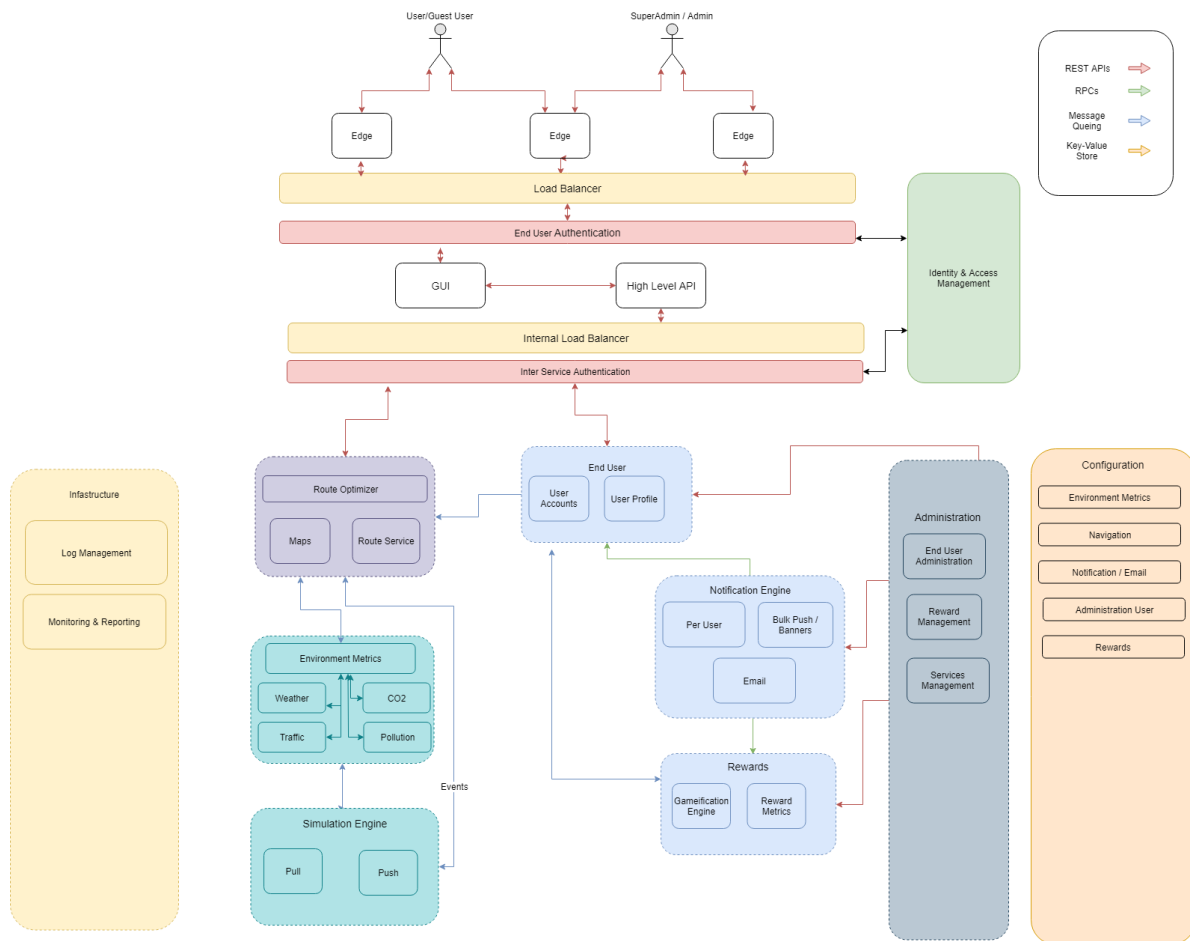 User/Guest User
SuperAdmin / Admin
REST APIs
RPCs
Message
Queing
Key-Value
Store
Edge
Edge
Edge
Load Balancer
End User Authentication
Identity & Access
Management
GUI
High Level API
Internal Load Balancer
Inter Service Authentication
Infastructure
Log Management
Monitoring & Reporting
Route Optimizer
Maps
Route Service
End User
User
Accounts
User Profile
Environment Metrics
Weather
CO2
Traffic
Pollution
Events
Simulation Engine
Pull
Push
Notification Engine
Per User
Bulk Push /
Banners
Email
Rewards
Gameification
Engine
Reward
Metrics
Administration
End User
Administration
Reward
Management
Services
Management
Configuration
Environment Metrics
Navigation
Notification / Email
Administration User
Rewards